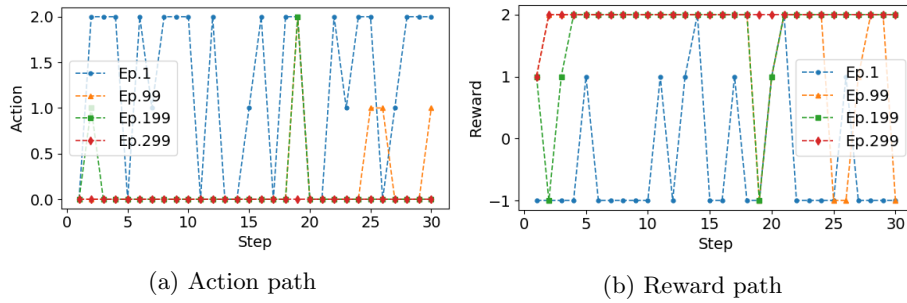 2.0
1.5
1.0
0.5
0.0
Action
Ep.1
Ep.99
Ep.199
Ep.299
0 5 10 15 20 25 30
Step
(a) Action path
2
1
0
−1
Reward
Ep.1
Ep.99
Ep.199
Ep.299
0 5 10 15 20 25 30
Step
(b) Reward path